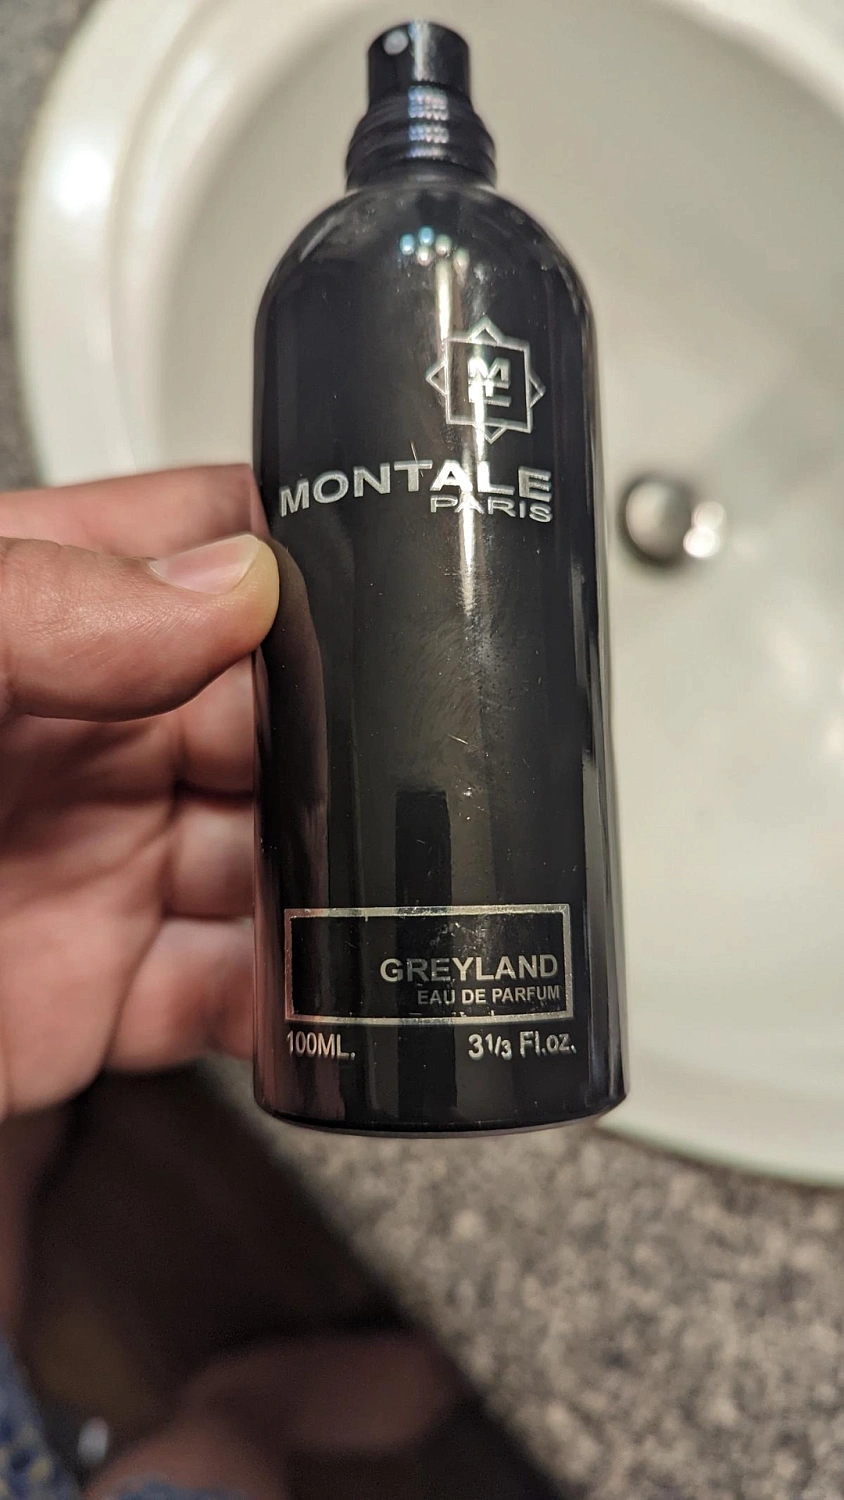 MONTALE
PARIS
GREYLAND
EAU DE PARFUM
100ML. 3 1/3 Fl.oz.